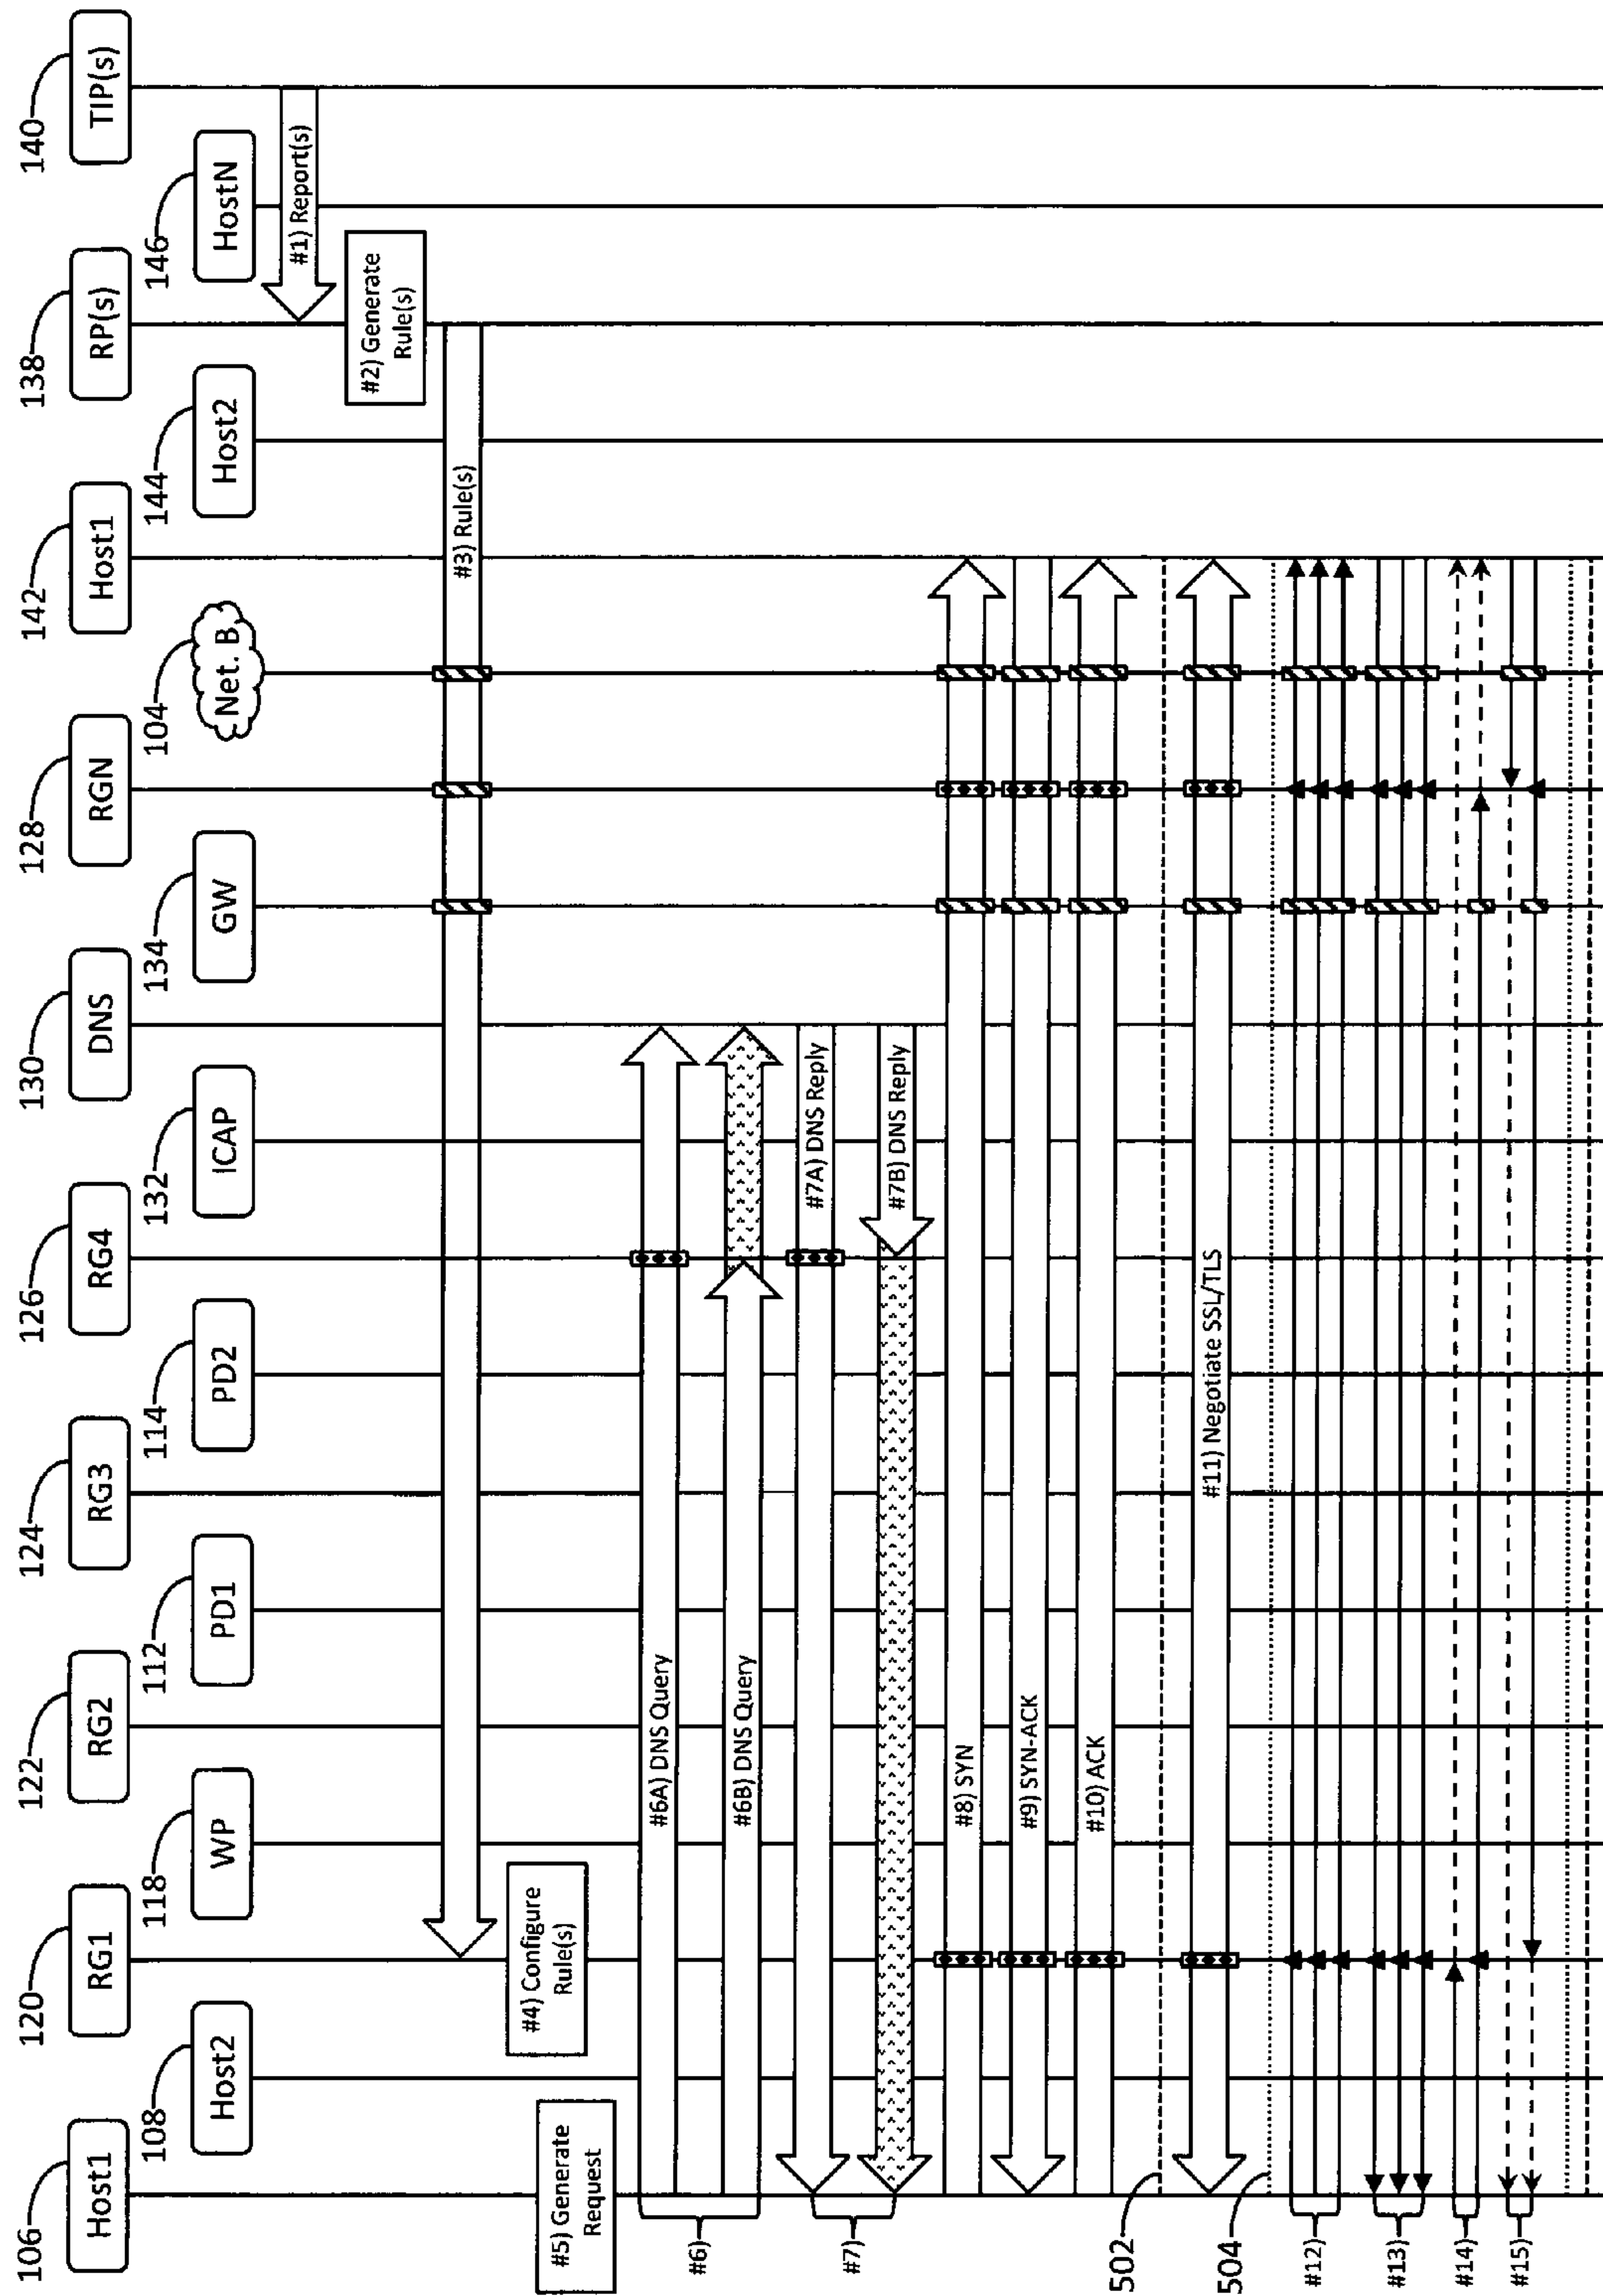 106
Host1
108
Host2
120
RG1
118
WP
122
RG2
112
PD1
124
RG3
114
PD2
126
RG4
132
ICAP
130
DNS
134
GW
128
RGN
104
Net. B
142
Host1
144
Host2
138
RP(s)
146
HostN
140
TIP(s)
#1) Report(s)
#2) Generate
Rule(s)
#3) Rule(s)
#4) Configure
Rule(s)
#5) Generate
Request
#6)
#6A) DNS Query
#6B) DNS Query
#7)
#7A) DNS Reply
#7B) DNS Reply
#8) SYN
#9) SYN-ACK
#10) ACK
502
#11) Negotiate SSL/TLS
504
#12)
#13)
#14)
#15)